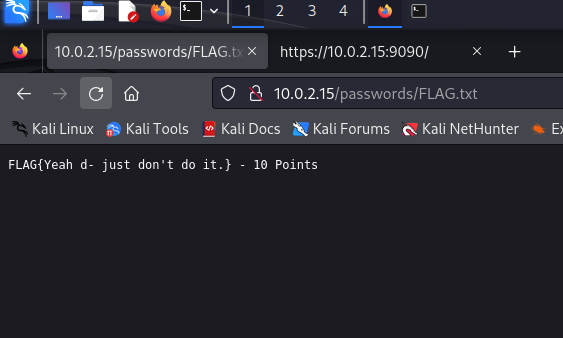 1 2 3 4
10.0.2.15/passwords/FLAG.tx
https://10.0.2.15:9090/
10.0.2.15/passwords/FLAG.txt
Kali Linux Kali Tools Kali Docs Kali Forums Kali NetHunter Ex
FLAG{Yeah d- just don't do it.} - 10 Points